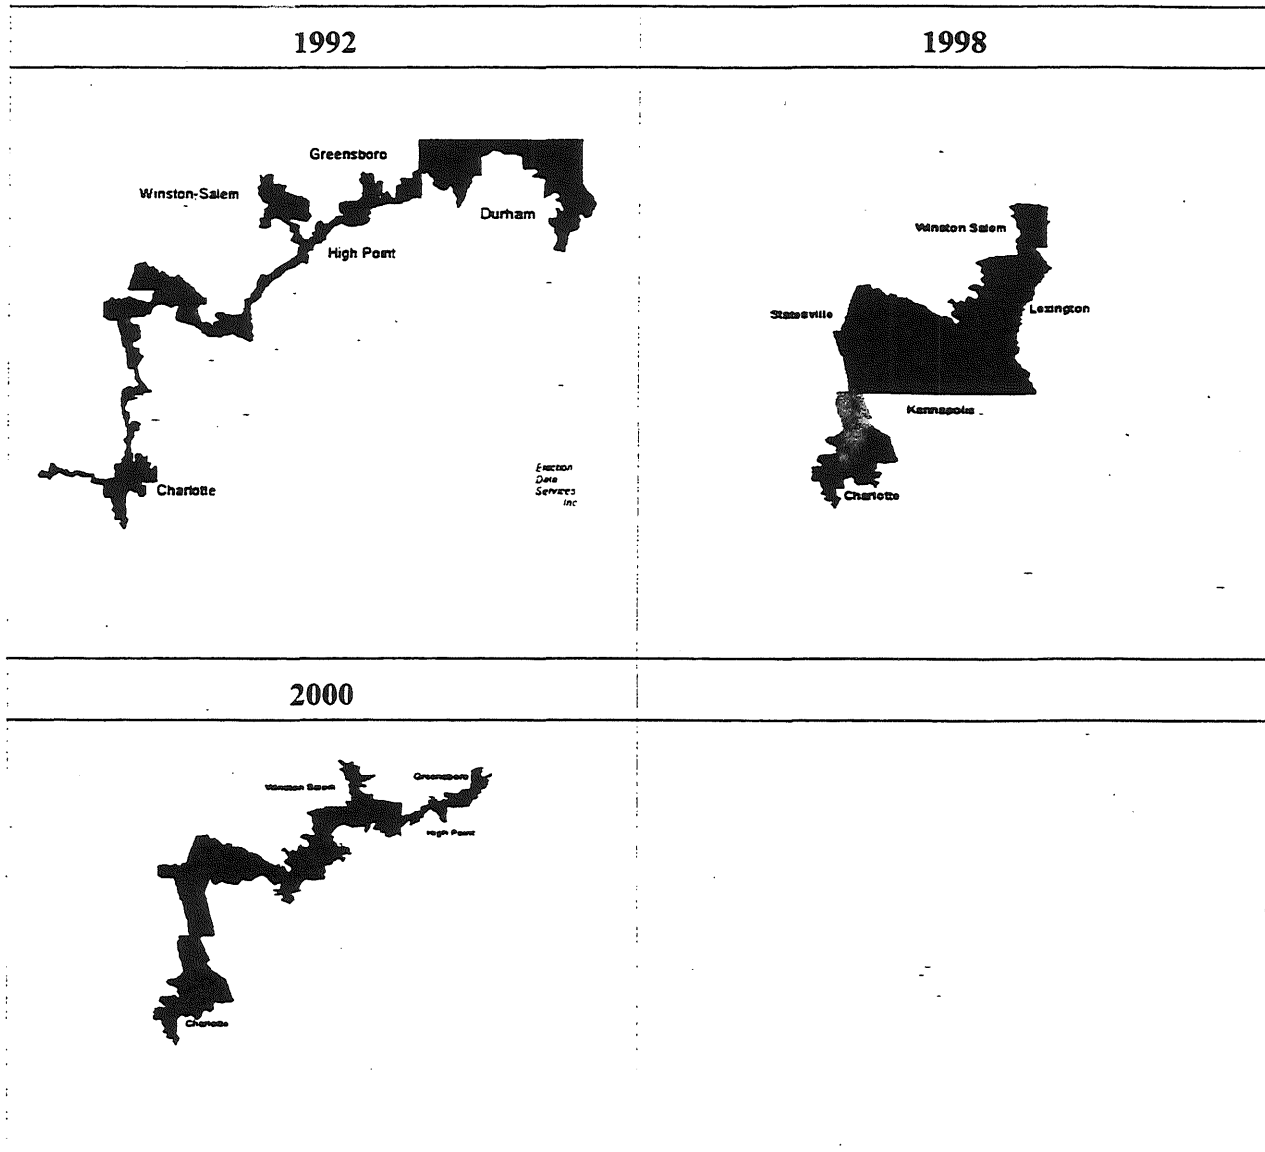 1992
1998
Greensboro
Winston-Salem
Durham
High Point
Charlotte
Election
Data
Services
Inc
Winston Salem
Statesville
Lexington
Kannapolis
Charlotte
2000
Winston Salem
Greensboro
High Point
Charlotte